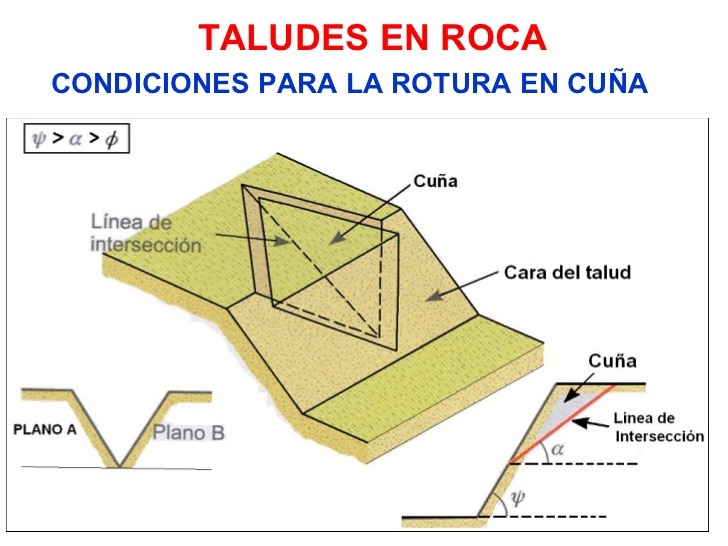 TALUDES EN ROCA
CONDICIONES PARA LA ROTURA EN CUÑA
ψ > α > ϕ
Cuña
Línea de
intersección
Cara del talud
Cuña
PLANO A
Plano B
Línea de
Intersección
α
ψ